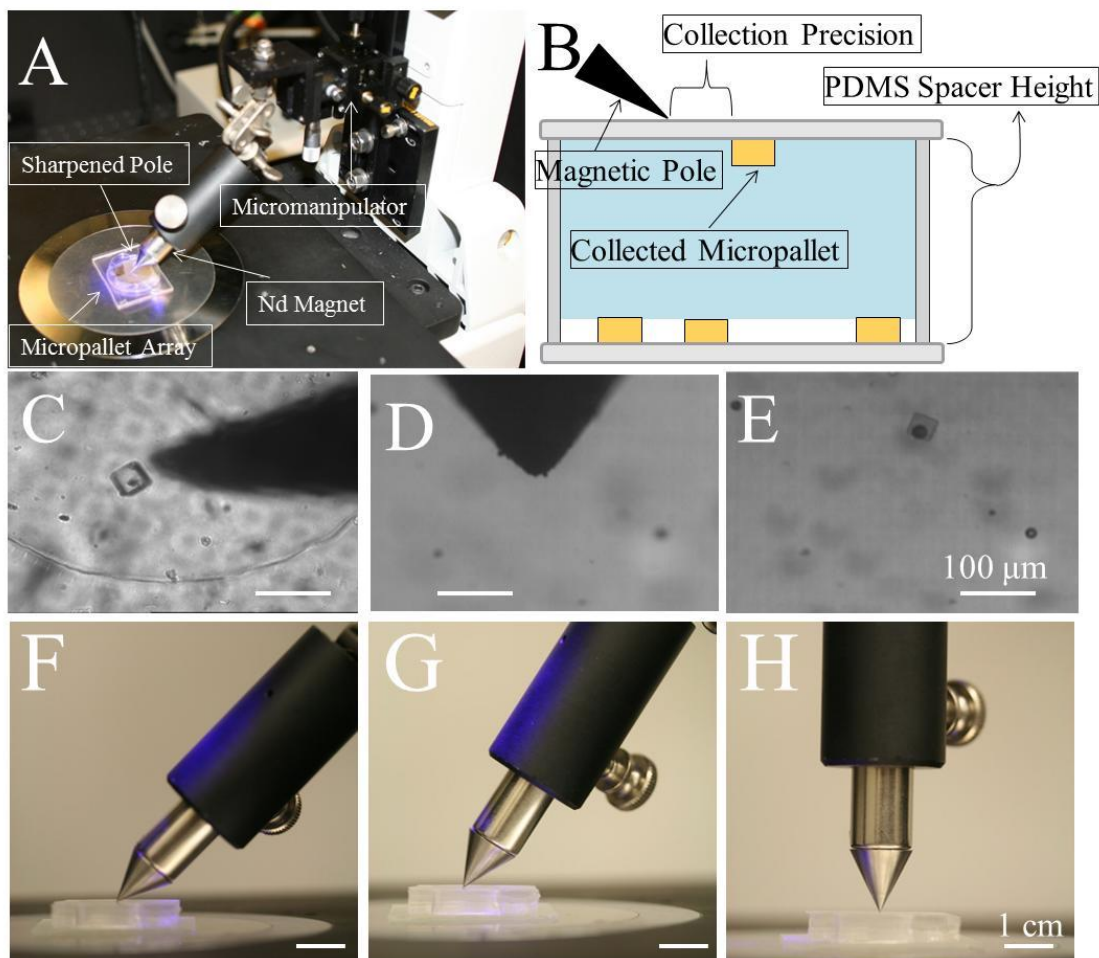 A
Sharpened Pole
Micromanipulator
Nd Magnet
Micropallet Array
B
Collection Precision
PDMS Spacer Height
Magnetic Pole
Collected Micropallet
C
D
E
100 μm
F
G
H
1 cm